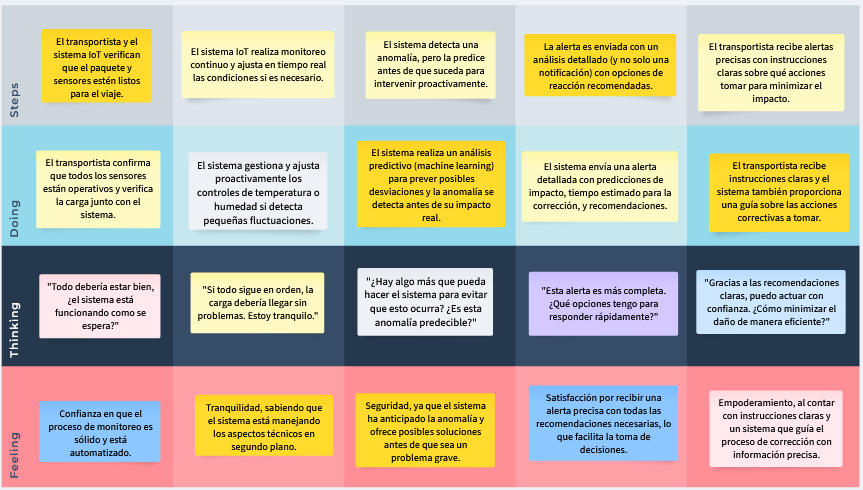 Steps
El transportista y el
sistema IoT verifican
que el paquete y
sensores estén listos
para el viaje.
El sistema IoT realiza monitoreo
continuo y ajusta en tiempo real
las condiciones si es necesario.
El sistema detecta una
anomalía, pero la predice
antes de que suceda para
intervenir proactivamente.
La alerta es enviada con un
análisis detallado (y no solo una
notificación) con opciones de
reacción recomendadas.
El transportista recibe alertas
precisas con instrucciones
claras sobre qué acciones
tomar para minimizar el
impacto.
Doing
El transportista confirma
que todos los sensores
están operativos y verifica
la carga junto con el
sistema.
El sistema gestiona y ajusta
proactivamente los
controles de temperatura o
humedad si detecta
pequeñas fluctuaciones.
El sistema realiza un análisis
predictivo (machine learning)
para prever posibles
desviaciones y la anomalía se
detecta antes de su impacto
real.
El sistema envía una alerta
detallada con predicciones de
impacto, tiempo estimado para la
corrección, y recomendaciones.
El transportista recibe
instrucciones claras y el
sistema también proporciona
una guía sobre las acciones
correctivas a tomar.
Thinking
"Todo debería estar bien,
¿el sistema está
funcionando como se
espera?"
"Si todo sigue en orden, la
carga debería llegar sin
problemas. Estoy tranquilo."
"¿Hay algo más que pueda
hacer el sistema para evitar
que esto ocurra? ¿Es esta
anomalía predecible?"
"Esta alerta es más completa.
¿Qué opciones tengo para
responder rápidamente?"
"Gracias a las recomendaciones
claras, puedo actuar con
confianza. ¿Cómo minimizar el
daño de manera eficiente?"
Feeling
Confianza en que el
proceso de monitoreo es
sólido y está
automatizado.
Tranquilidad, sabiendo que
el sistema está manejando
los aspectos técnicos en
segundo plano.
Seguridad, ya que el sistema
ha anticipado la anomalía y
ofrece posibles soluciones
antes de que sea un
problema grave.
Satisfacción por recibir una
alerta precisa con todas las
recomendaciones necesarias, lo
que facilita la toma de
decisiones.
Empoderamiento, al contar
con instrucciones claras y
un sistema que guía el
proceso de corrección con
información precisa.